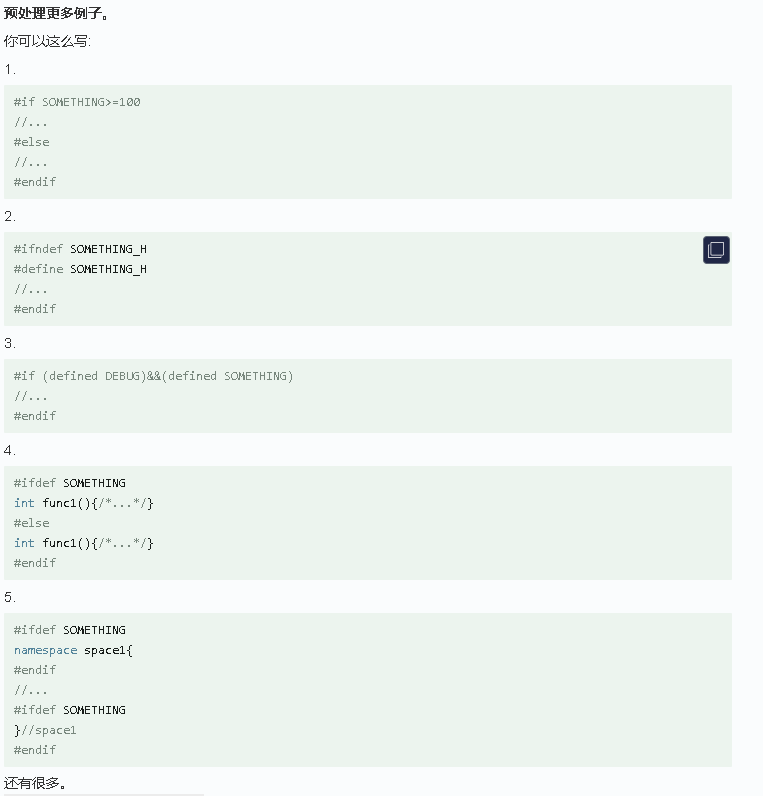 预处理更多例子。
你可以这么写:
1.
#if SOMETHING>=100
//...
#else
//...
#endif
2.
#ifndef SOMETHING_H
#define SOMETHING_H
//...
#endif
3.
#if (defined DEBUG)&&(defined SOMETHING)
//...
#endif
4.
#ifdef SOMETHING
int func1(){/*...*/}
#else
int func1(){/*...*/}
#endif
5.
#ifdef SOMETHING
namespace space1{
#endif
//...
#ifdef SOMETHING
}//space1
#endif
还有很多。